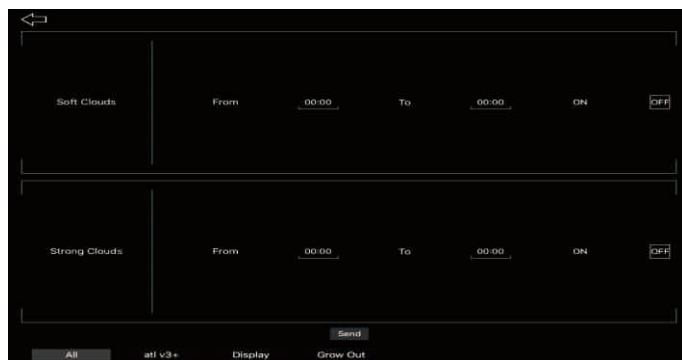 Soft Clouds From 00:00 To 00:00 ON OFF
Strong Clouds From 00:00 To 00:00 ON OFF
Send
All atl v3+ Display Grow Out